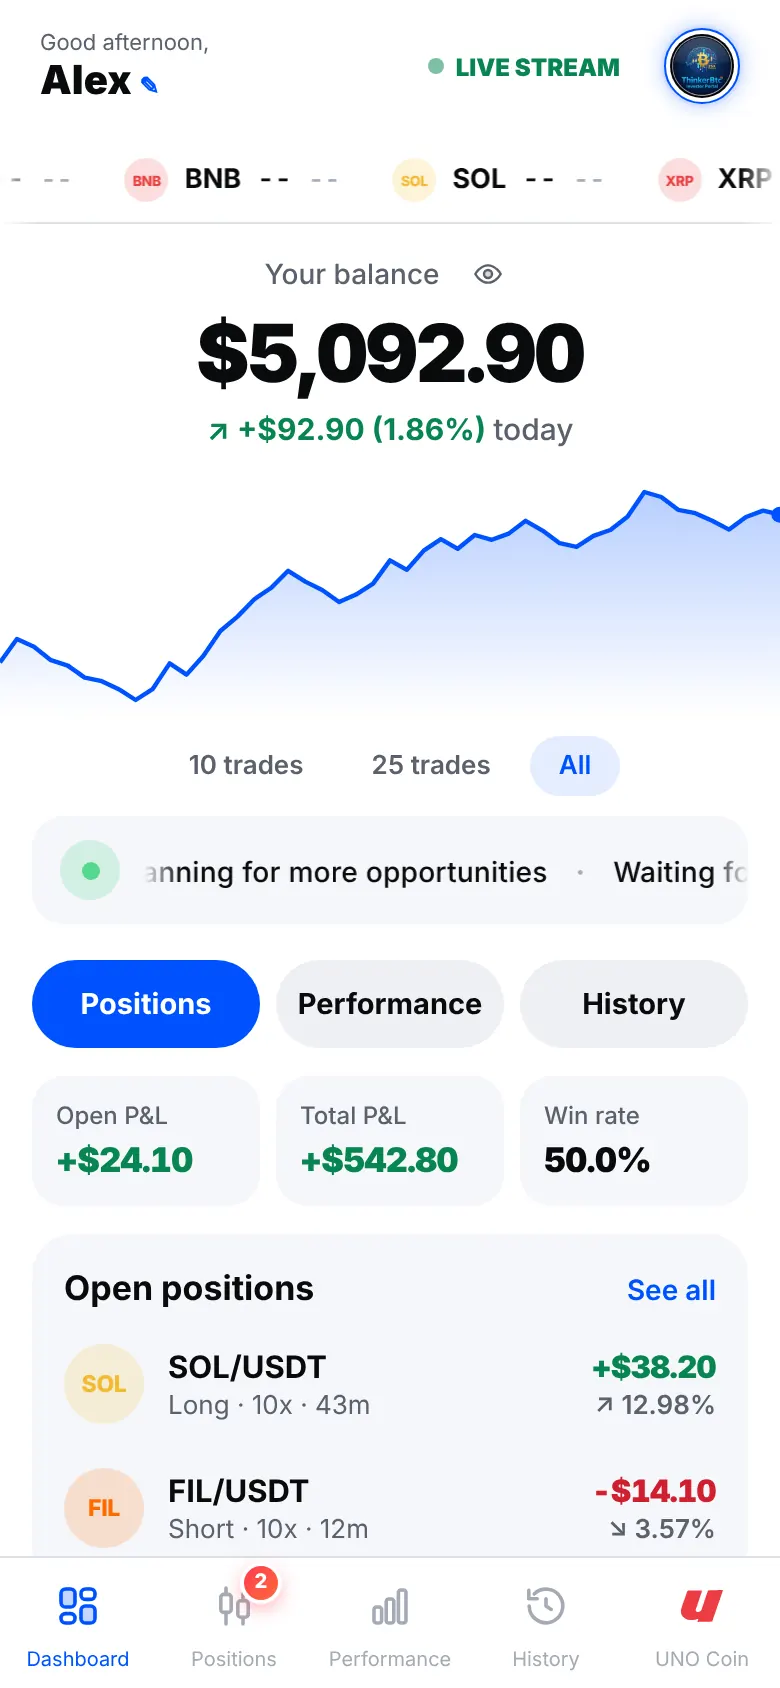 Good afternoon,
Alex
LIVE STREAM
ThinkerBtc
Investor Portal
- -- BNB BNB -- -- SOL SOL -- -- XRP XRP
Your balance
$5,092.90
+$92.90 (1.86%) today
10 trades 25 trades All
anning for more opportunities · Waiting fo
Positions Performance History
Open P&L Total P&L Win rate
+$24.10 +$542.80 50.0%
Open positions See all
SOL SOL/USDT +$38.20
Long · 10x · 43m 12.98%
FIL FIL/USDT -$14.10
Short · 10x · 12m 3.57%
2
Dashboard Positions Performance History UNO Coin